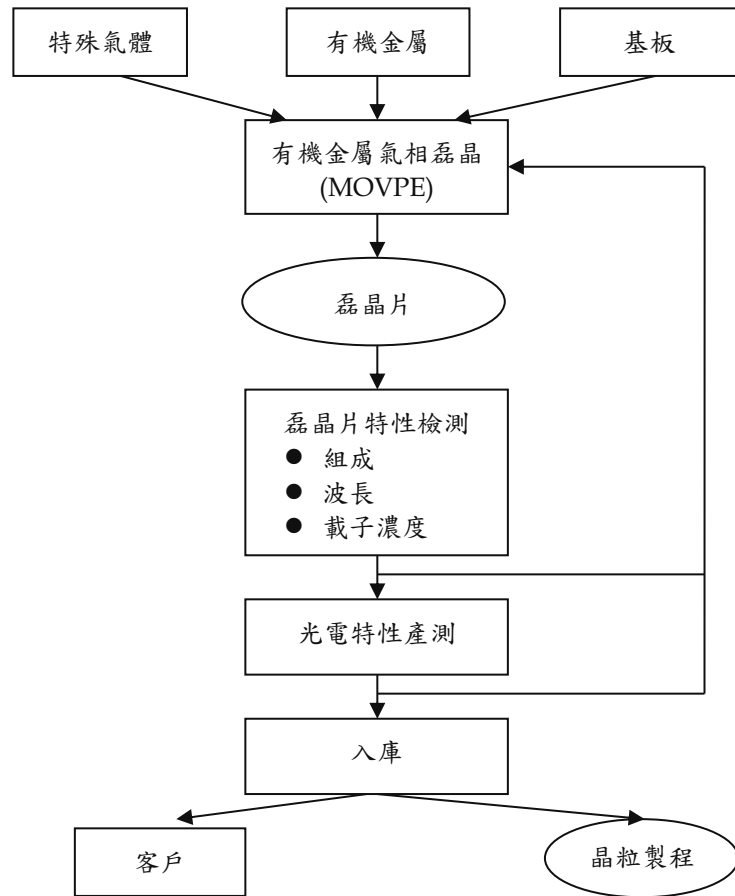 特殊氣體
有機金屬
基板
有機金屬氣相磊晶
(MOVPE)
磊晶片
磊晶片特性檢測
● 組成
● 波長
● 載子濃度
光電特性產測
入庫
客戶
晶粒製程